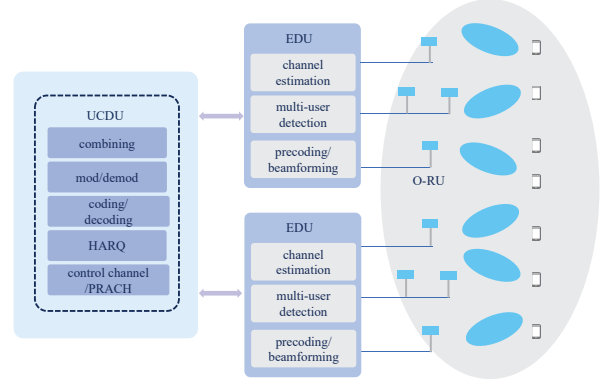 UCDU
combining
mod/demod
coding/
decoding
HARQ
control channel
/PRACH
EDU
channel
estimation
multi-user
detection
precoding/
beamforming
EDU
channel
estimation
multi-user
detection
precoding/
beamforming
O-RU